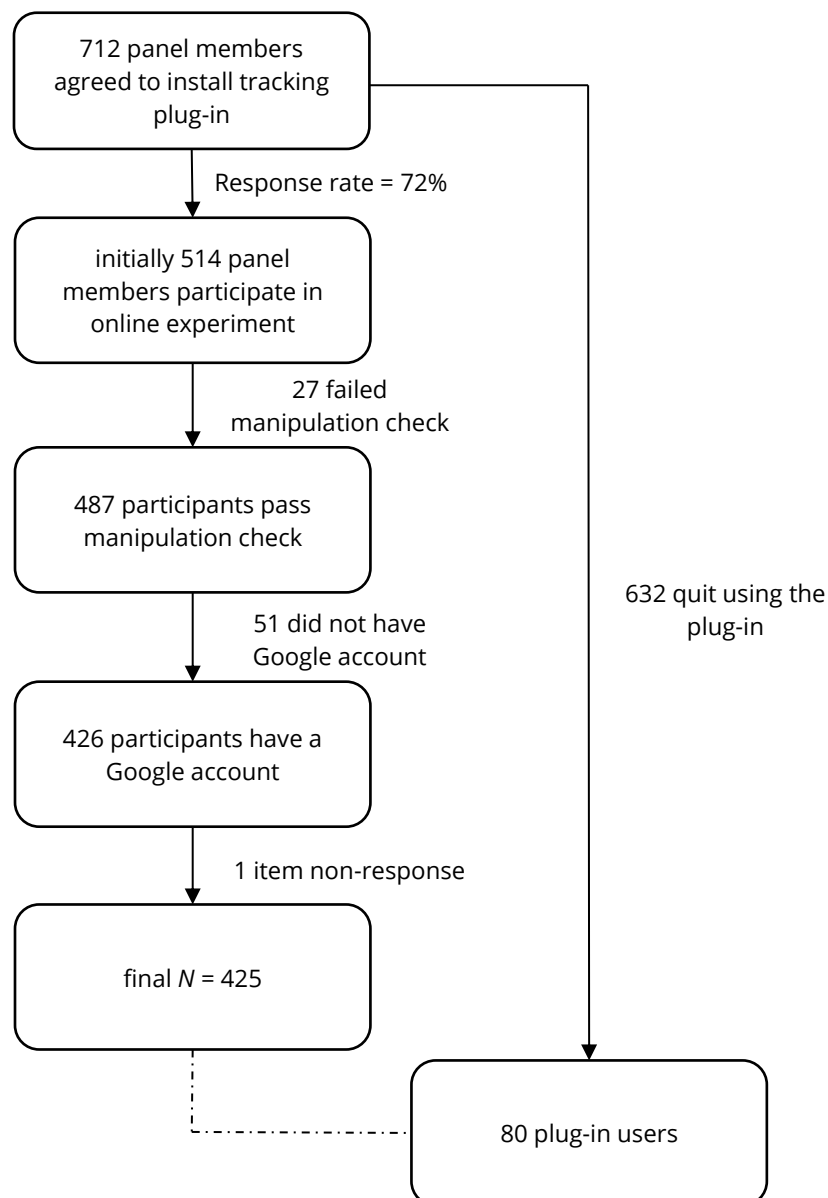 712 panel members
agreed to install tracking
plug-in
Response rate = 72%
initially 514 panel
members participate in
online experiment
27 failed
manipulation check
487 participants pass
manipulation check
632 quit using the
plug-in
51 did not have
Google account
426 participants have a
Google account
1 item non-response
final N = 425
80 plug-in users